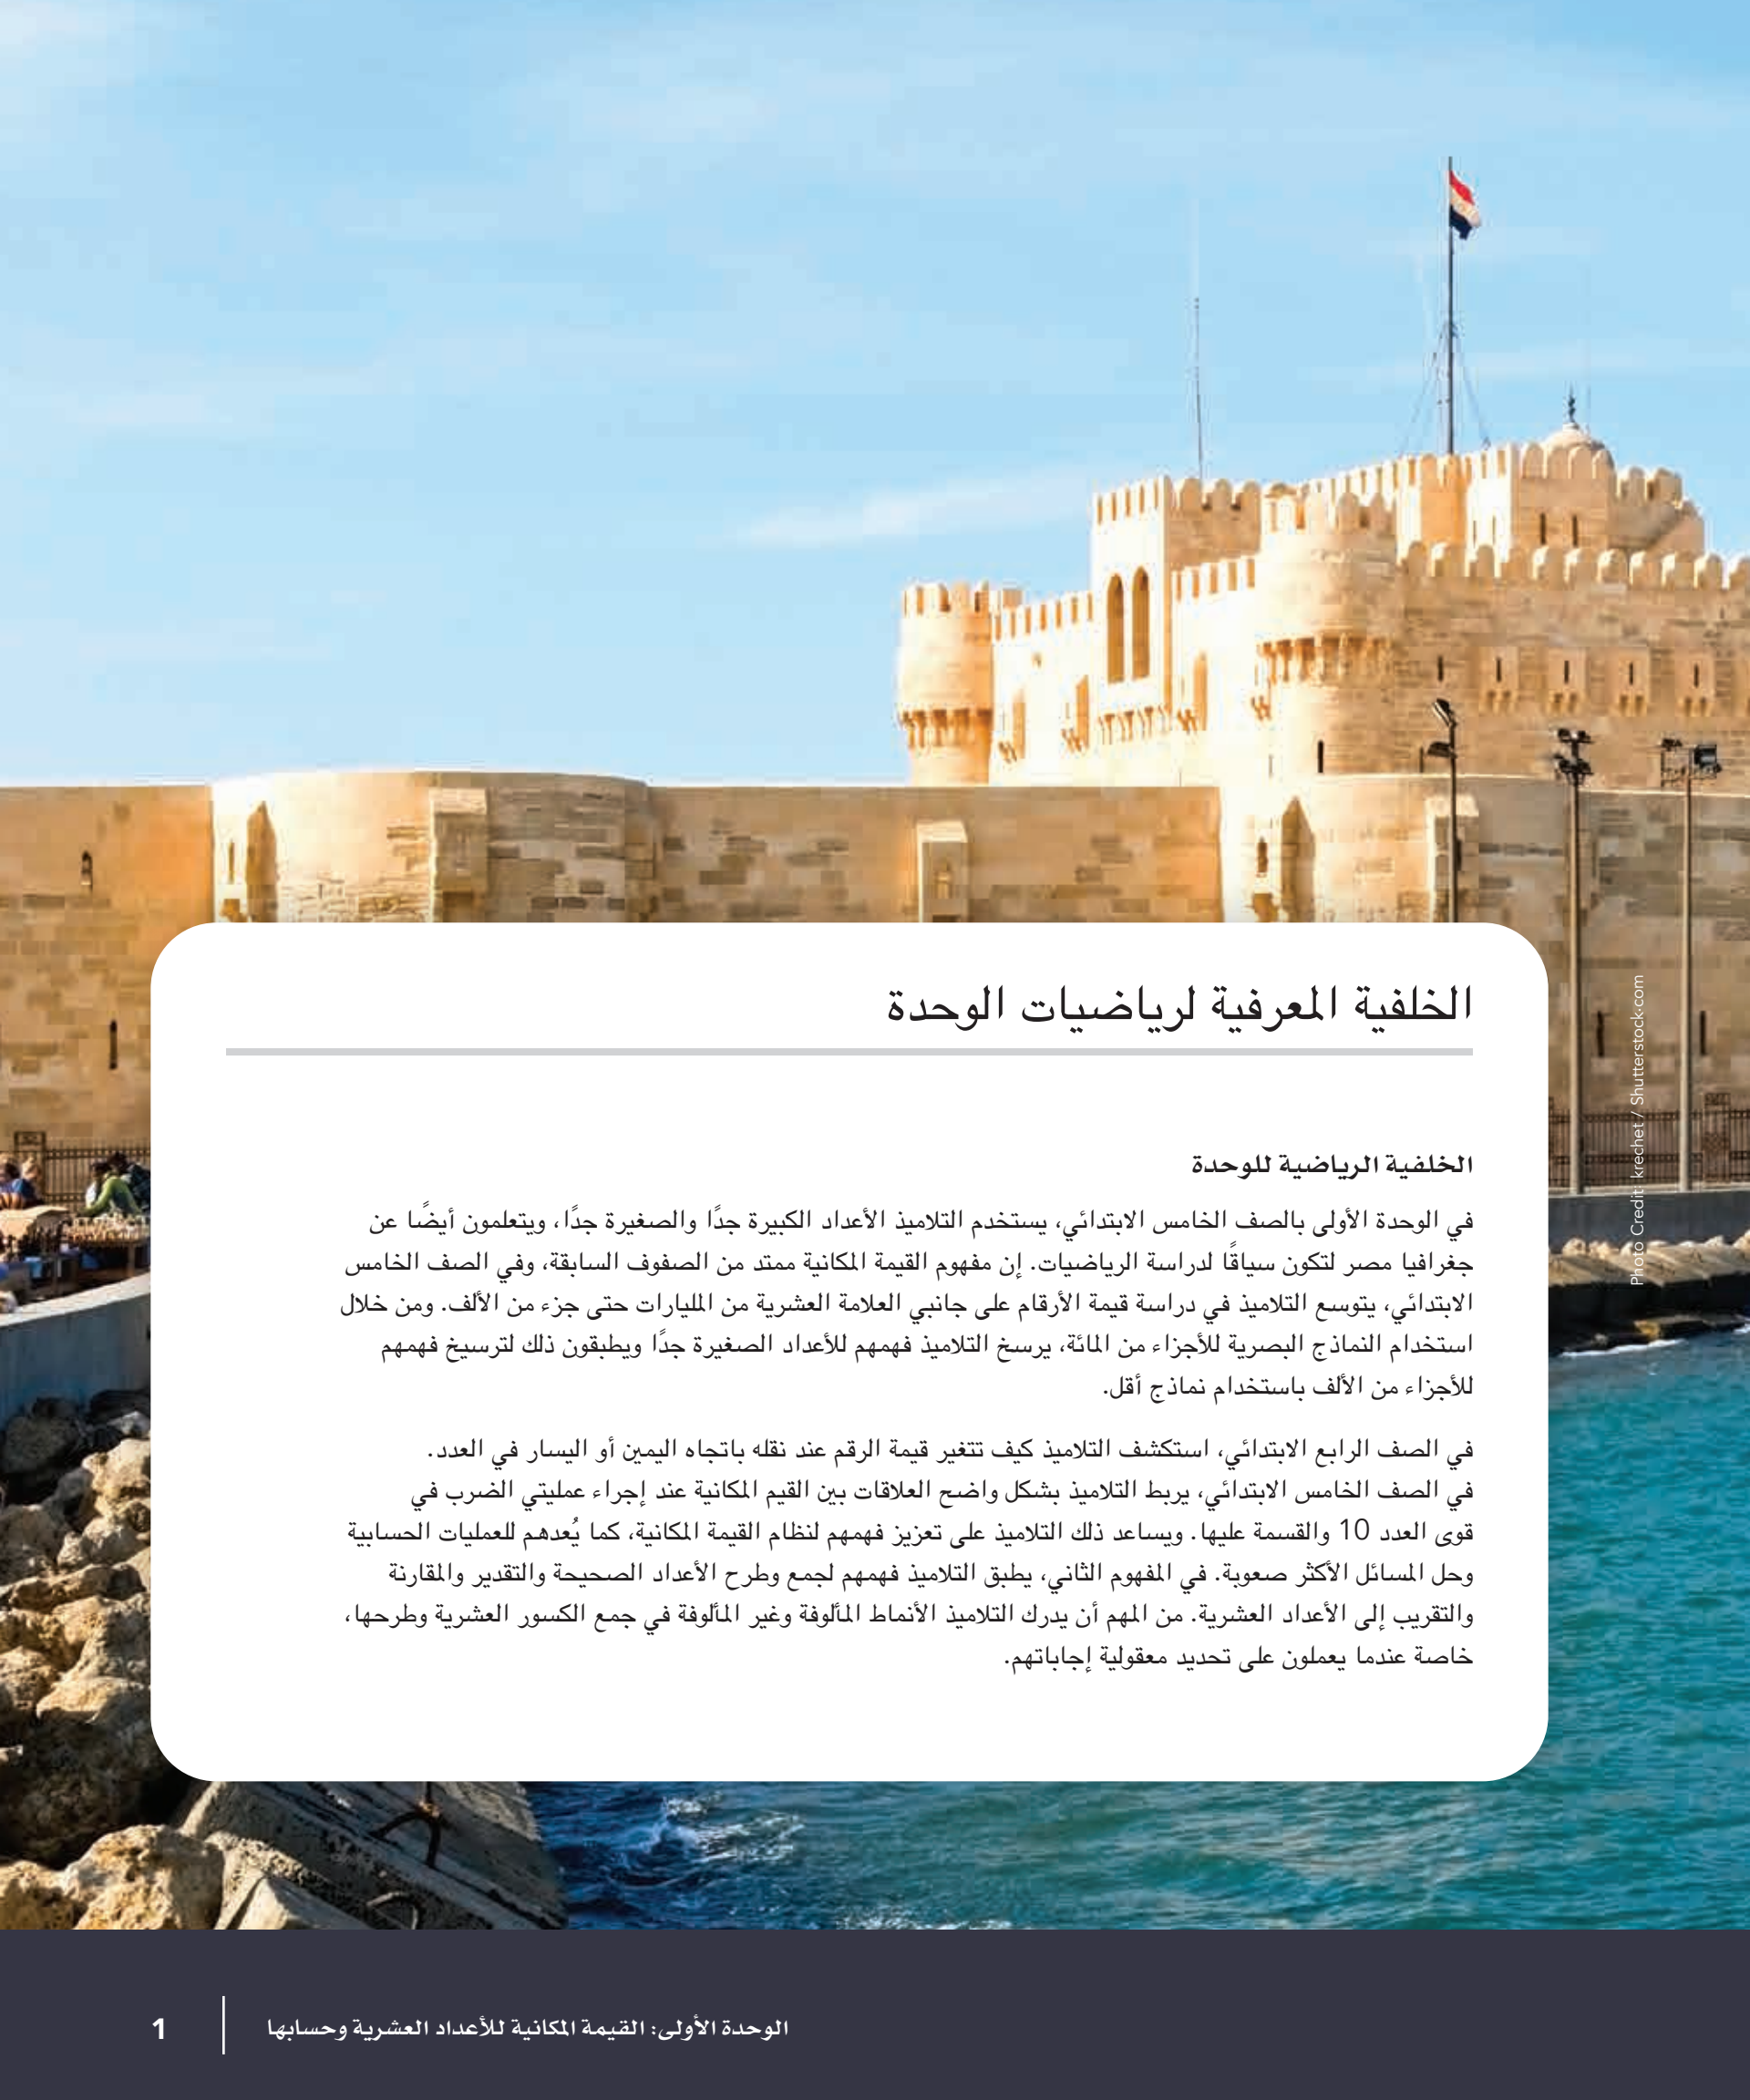 الخلفية المعرفية لرياضيات الوحدة
الخلفية الرياضية للوحدة
في الوحدة الأولى بالصف الخامس الابتدائي، يستخدم التلاميذ الأعداد الكبيرة جدًا والصغيرة جدًا، ويتعلمون أيضًا عن
جغرافيا مصر لتكون سياقًا لدراسة الرياضيات. إن مفهوم القيمة المكانية ممتد من الصفوف السابقة، وفي الصف الخامس
الابتدائي، يتوسع التلاميذ في دراسة قيمة الأرقام على جانبي العلامة العشرية من المليارات حتى جزء من الألف. ومن خلال
استخدام النماذج البصرية للأجزاء من المائة، يرسخ التلاميذ فهمهم للأعداد الصغيرة جدًا ويطبقون ذلك لترسيخ فهمهم
للأجزاء من الألف باستخدام نماذج أقل.
في الصف الرابع الابتدائي، استكشف التلاميذ كيف تتغير قيمة الرقم عند نقله باتجاه اليمين أو اليسار في العدد.
في الصف الخامس الابتدائي، يربط التلاميذ بشكل واضح العلاقات بين القيم المكانية عند إجراء عمليتي الضرب في
قوى العدد 10 والقسمة عليها. ويساعد ذلك التلاميذ على تعزيز فهمهم لنظام القيمة المكانية، كما يُعدهم للعمليات الحسابية
وحل المسائل الأكثر صعوبة. في المفهوم الثاني، يطبق التلاميذ فهمهم لجمع وطرح الأعداد الصحيحة والتقدير والمقارنة
والتقريب إلى الأعداد العشرية. من المهم أن يدرك التلاميذ الأنماط المألوفة وغير المألوفة في جمع الكسور العشرية وطرحها،
خاصة عندما يعملون على تحديد معقولية إجاباتهم.
Photo Credit: krechet / Shutterstock.com
الوحدة الأولى: القيمة المكانية للأعداد العشرية وحسابها
1